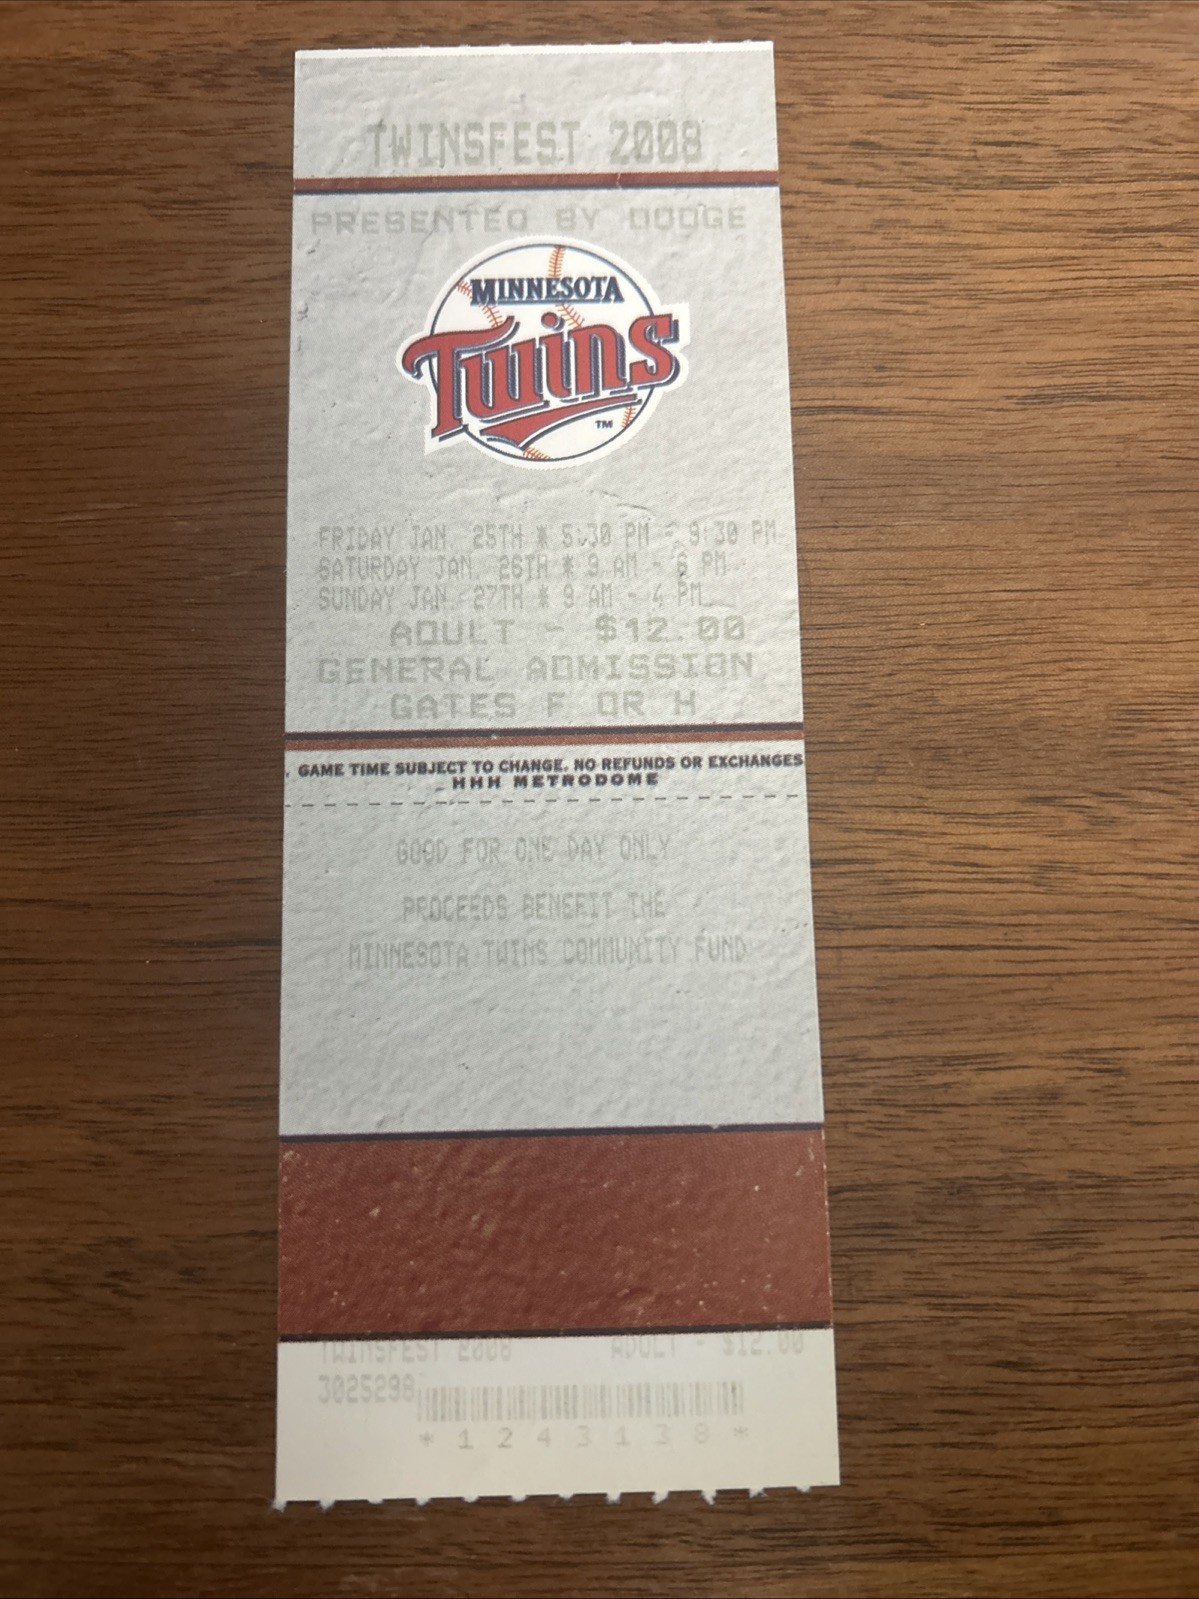 TWINSFEST 2008
PRESENTED BY DODGE
MINNESOTA
Twins
TM
FRIDAY JAN. 25TH * 5:30 PM - 9:30 PM
SATURDAY JAN. 26TH * 9 AM - 6 PM
SUNDAY JAN. 27TH * 9 AM - 4 PM
ADULT - $12.00
GENERAL ADMISSION
GATES F OR H
GAME TIME SUBJECT TO CHANGE. NO REFUNDS OR EXCHANGES
HHH METRODOME
GOOD FOR ONE DAY ONLY
PROCEEDS BENEFIT THE
MINNESOTA TWINS COMMUNITY FUND
TWINSFEST 2008 ADULT - $12.00
J025298
*1243138*